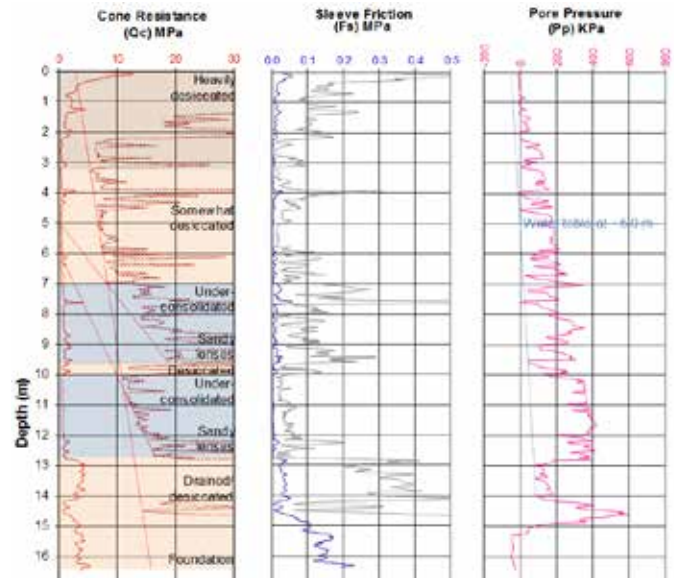 Cone Resistance
(Qc) MPa
0 10 20 30
Sleeve Friction
(Fs) MPa
0.0 0.1 0.2 0.3 0.4 0.5
Pore Pressure
(Pp) KPa
-200 0 200 400 600 800
Depth (m)
0
1
2
3
4
5
6
7
8
9
10
11
12
13
14
15
16
Heavily
desiccated
Somewhat
desiccated
Under-
consolidated
Sandy
lenses
Desiccated
Under-
consolidated
Sandy
lenses
Drained/
desiccated
Foundation
Water table at